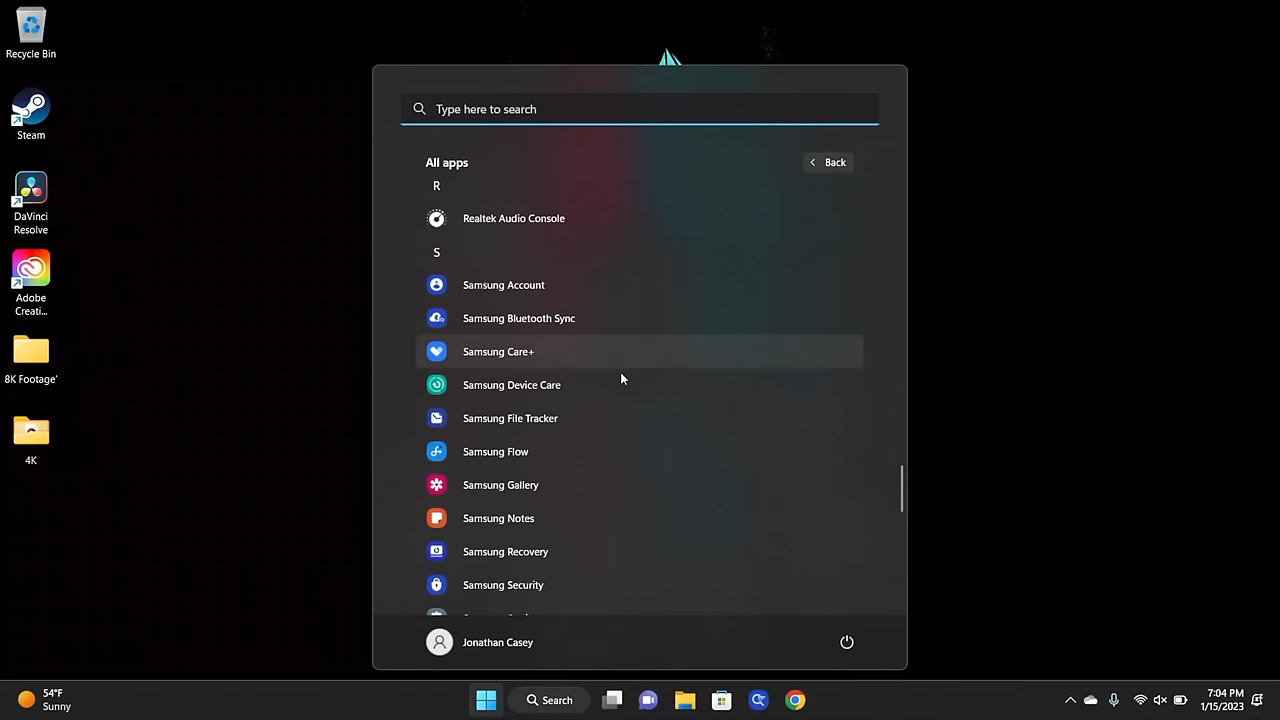 Recycle Bin
Steam
DaVinci
Resolve
Adobe
Creati...
8K Footage'
4K
Type here to search
All apps
Back
R
Realtek Audio Console
S
Samsung Account
Samsung Bluetooth Sync
Samsung Care+
Samsung Device Care
Samsung File Tracker
Samsung Flow
Samsung Gallery
Samsung Notes
Samsung Recovery
Samsung Security
Jonathan Casey
54°F
Sunny
Search
7:04 PM
1/15/2023